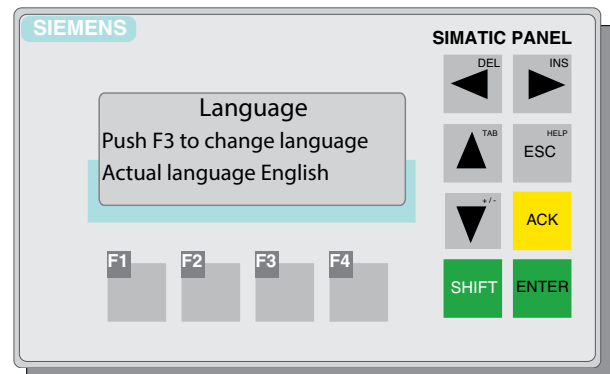 SIEMENS
SIMATIC PANEL
DEL
INS
Language
Push F3 to change language
Actual language English
TAB
HELP
ESC
+/-
ACK
F1
F2
F3
F4
SHIFT
ENTER